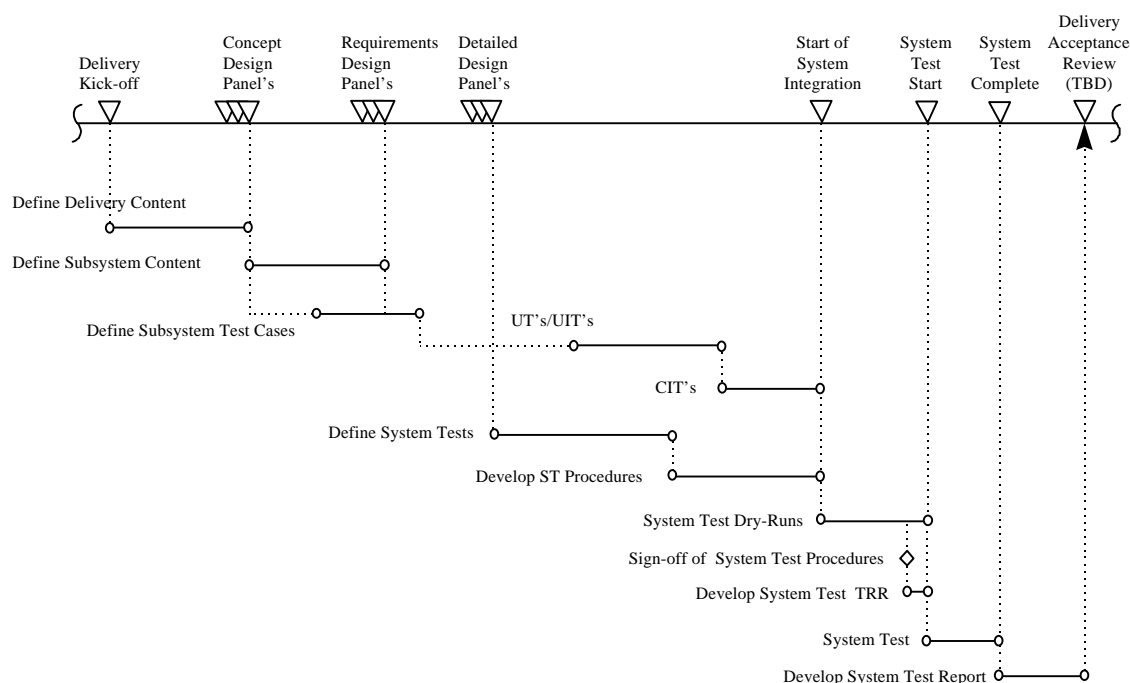 Delivery
Kick-off
Concept
Design
Panel's
Requirements
Design
Panel's
Detailed
Design
Panel's
Start of
System
Integration
System
Test
Start
System
Test
Complete
Delivery
Acceptance
Review
(TBD)
Define Delivery Content
Define Subsystem Content
Define Subsystem Test Cases
UT's/UIT's
CIT's
Define System Tests
Develop ST Procedures
System Test Dry-Runs
Sign-off of System Test Procedures
Develop System Test TRR
System Test
Develop System Test Report